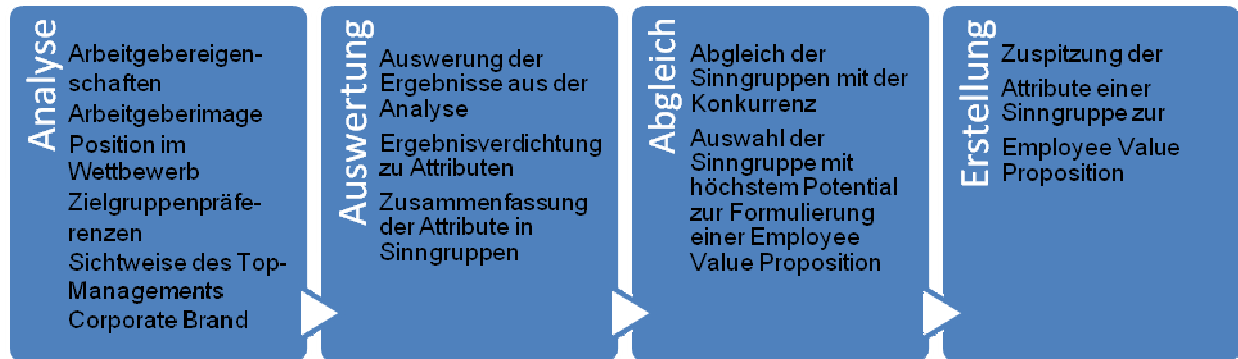 Analyse
Arbeitgebereigen-
schaften
Arbeitgeberimage
Position im
Wettbewerb
Zielgruppenpräfe-
renzen
Sichtweise des Top-
Managements
Corporate Brand
Auswertung
Auswerung der
Ergebnisse aus der
Analyse
Ergebnisverdichtung
zu Attributen
Zusammenfassung
der Attribute in
Sinngruppen
Abgleich
Abgleich der
Sinngruppen mit der
Konkurrenz
Auswahl der
Sinngruppe mit
höchstem Potential
zur Formulierung
einer Employee
Value Proposition
Erstellung
Zuspitzung der
Attribute einer
Sinngruppe zur
Employee Value
Proposition